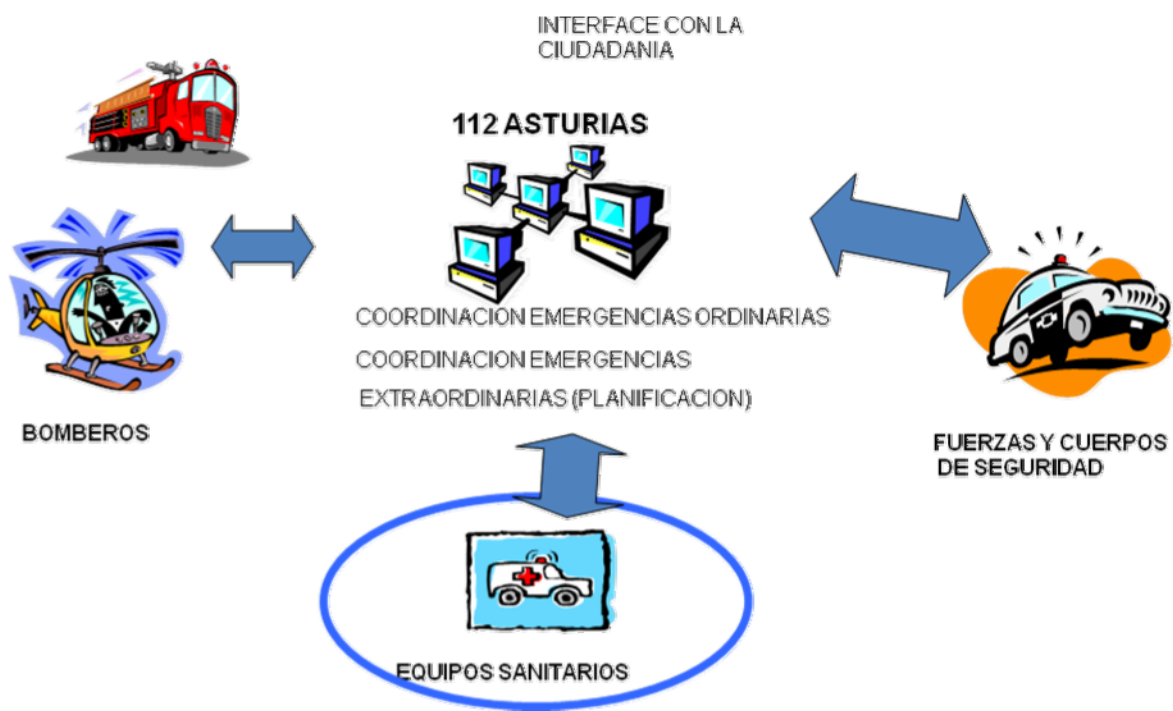 INTERFACE CON LA
CIUDADANIA
112 ASTURIAS
COORDINACION EMERGENCIAS ORDINARIAS
COORDINACION EMERGENCIAS
EXTRAORDINARIAS (PLANIFICACION)
BOMBEROS
FUERZAS Y CUERPOS
DE SEGURIDAD
EQUIPOS SANITARIOS